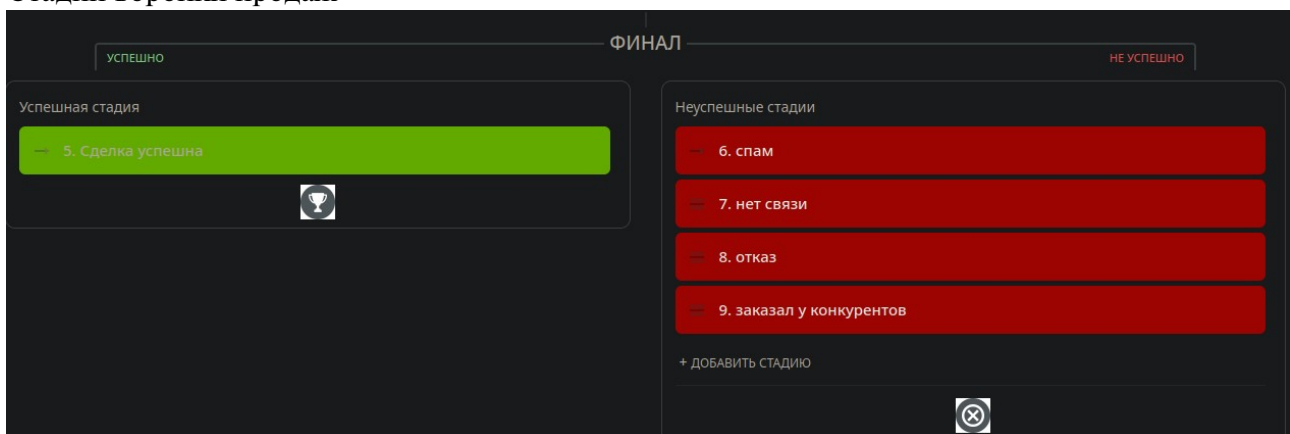 ФИНАЛ
УСПЕШНО
НЕ УСПЕШНО
Успешная стадия
5. Сделка успешна
Неуспешные стадии
6. спам
7. нет связи
8. отказ
9. заказал у конкурентов
+ ДОБАВИТЬ СТАДИЮ